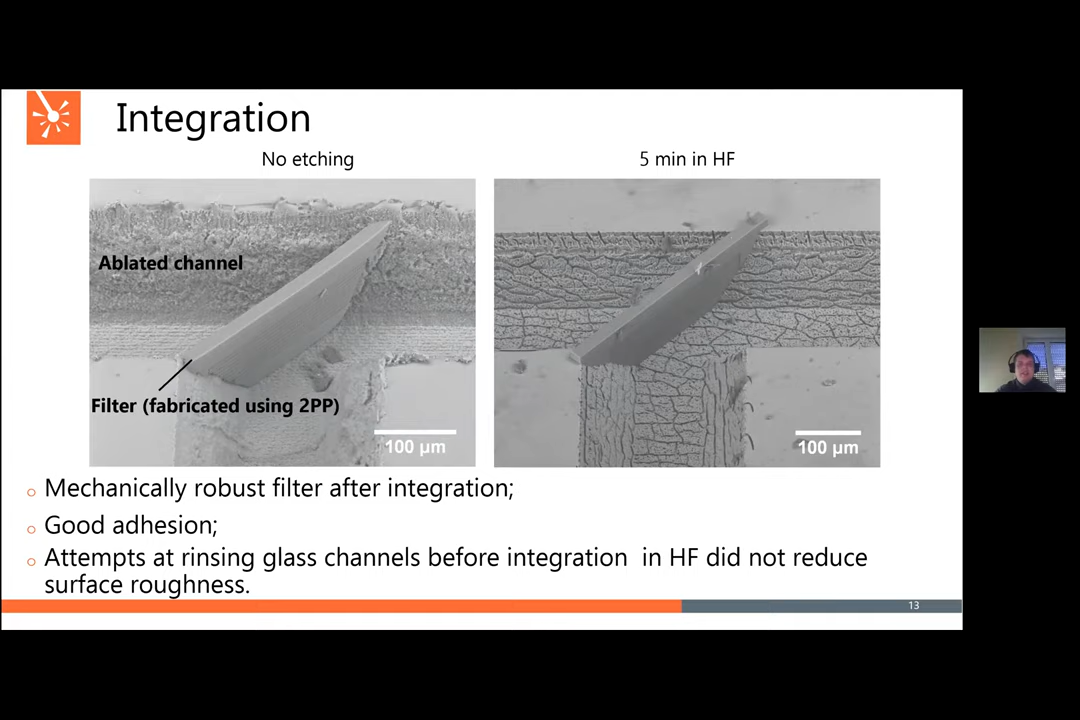 Integration
No etching
5 min in HF
Ablated channel
Filter (fabricated using 2PP)
100 µm
100 µm
Mechanically robust filter after integration;
Good adhesion;
Attempts at rinsing glass channels before integration in HF did not reduce
surface roughness.
13